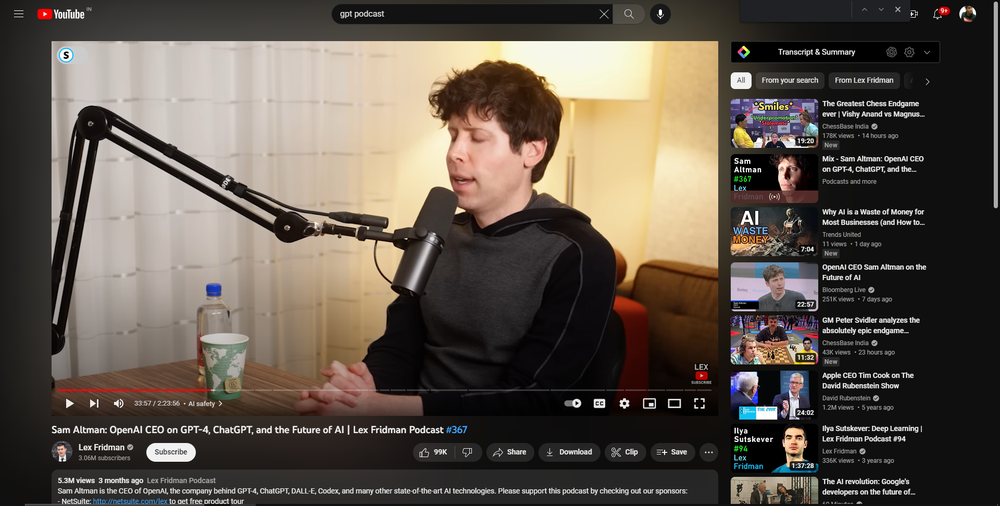 YouTube IN
gpt podcast
9+
S
Transcript & Summary
All
From your search
From Lex Fridman
*Smiles*
*Underpromotion*
*Stalemate*
19:20
The Greatest Chess Endgame
ever | Vishy Anand vs Magnus...
ChessBase India
178K views • 14 hours ago
New
Sam
Altman
#367
Lex
Fridman
Mix - Sam Altman: OpenAI CEO
on GPT-4, ChatGPT, and the...
Podcasts and more
AI
WASTE
MONEY
7:04
Why AI is a Waste of Money for
Most Businesses (and How to...
Trends United
11 views • 1 day ago
New
Sam Altman
CEO
OpenAI
22:57
OpenAI CEO Sam Altman on the
Future of AI
Bloomberg Live
251K views • 7 days ago
11:32
GM Peter Svidler analyzes the
absolutely epic endgame...
ChessBase India
43K views • 23 hours ago
New
TIM COOK
24:02
Apple CEO Tim Cook on The
David Rubenstein Show
David Rubenstein
1.2M views • 5 years ago
Ilya
Sutskever
#94
Lex
Fridman
1:37:28
Ilya Sutskever: Deep Learning |
Lex Fridman Podcast #94
Lex Fridman
336K views • 3 years ago
The AI revolution: Google's
developers on the future of...
60 Minutes
LEX
SUBSCRIBE
33:57 / 2:23:56 • AI safety
CC
Sam Altman: OpenAI CEO on GPT-4, ChatGPT, and the Future of AI | Lex Fridman Podcast #367
Lex Fridman
3.06M subscribers
Subscribe
99K
Share
Download
Clip
Save
5.3M views 3 months ago Lex Fridman Podcast
Sam Altman is the CEO of OpenAI, the company behind GPT-4, ChatGPT, DALL-E, Codex, and many other state-of-the-art AI technologies. Please support this podcast by checking out our sponsors:
- NetSuite: http://netsuite.com/lex to get free product tour